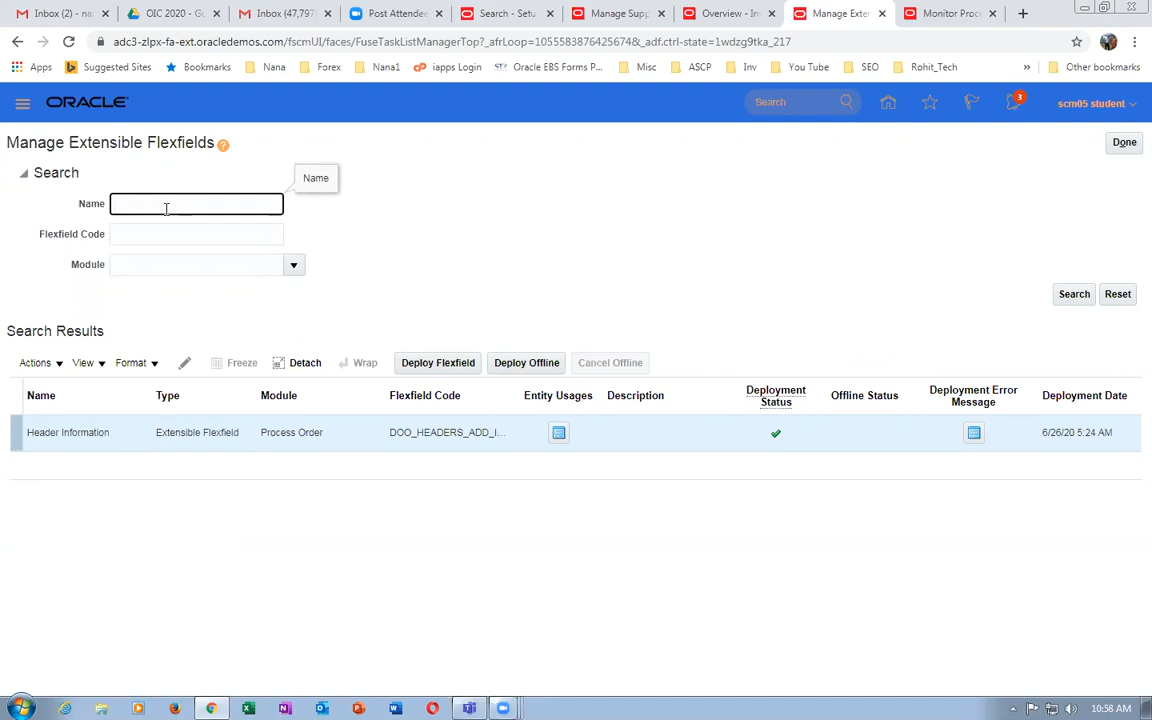 Inbox (2) - na
OIC 2020 - Go
Inbox (47,797
Post Attendee
Search - Setu
Manage Supp
Overview - In
Manage Exten
Monitor Proc
adc3-zlpx-fa-ext.oracledemos.com/fscmUI/faces/FuseTaskListManagerTop?_afrLoop=10555838764256748&_adf.ctrl-state=1wdzg9tka_217
Apps
Suggested Sites
Bookmarks
Nana
Forex
Nana1
iapps Login
Oracle EBS Forms P...
Misc
ASCP
Inv
You Tube
SEO
Rohit_Tech
»
Other bookmarks
ORACLE
Search
3
scm05 student
Manage Extensible Flexfields
Done
Search
Name
Name
Flexfield Code
Module
Search
Reset
Search Results
Actions
View
Format
Freeze
Detach
Wrap
Deploy Flexfield
Deploy Offline
Cancel Offline
Name
Type
Module
Flexfield Code
Entity Usages
Description
Deployment
Status
Offline Status
Deployment Error
Message
Deployment Date
Header Information
Extensible Flexfield
Process Order
DOO_HEADERS_ADD_I...
6/26/20 5:24 AM
10:58 AM